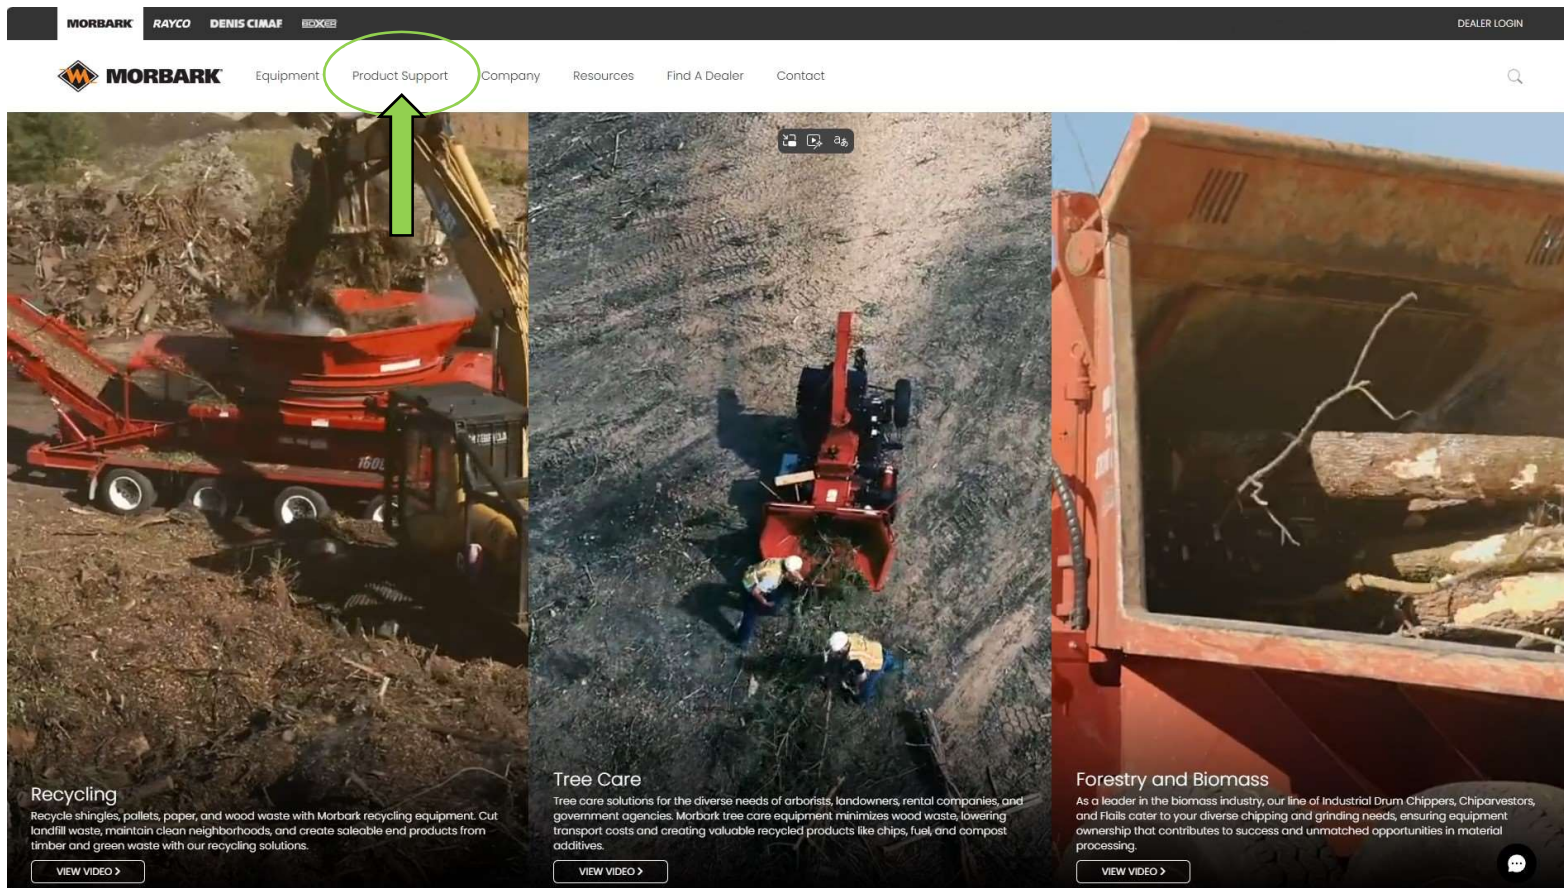 MORBARK RAYCO DENIS CIMAF BOXER DEALER LOGIN
MORBARK Equipment Product Support Company Resources Find A Dealer Contact
Recycling
Recycle shingles, pallets, paper, and wood waste with Morbark recycling equipment. Cut
landfill waste, maintain clean neighborhoods, and create saleable end products from
timber and green waste with our recycling solutions.
VIEW VIDEO >
Tree Care
Tree care solutions for the diverse needs of arborists, landowners, rental companies, and
government agencies. Morbark tree care equipment minimizes wood waste, lowering
transport costs and creating valuable recycled products like chips, fuel, and compost
additives.
VIEW VIDEO >
Forestry and Biomass
As a leader in the biomass industry, our line of Industrial Drum Chippers, Chiparvestors,
and Flails cater to your diverse chipping and grinding needs, ensuring equipment
ownership that contributes to success and unmatched opportunities in material
processing.
VIEW VIDEO >